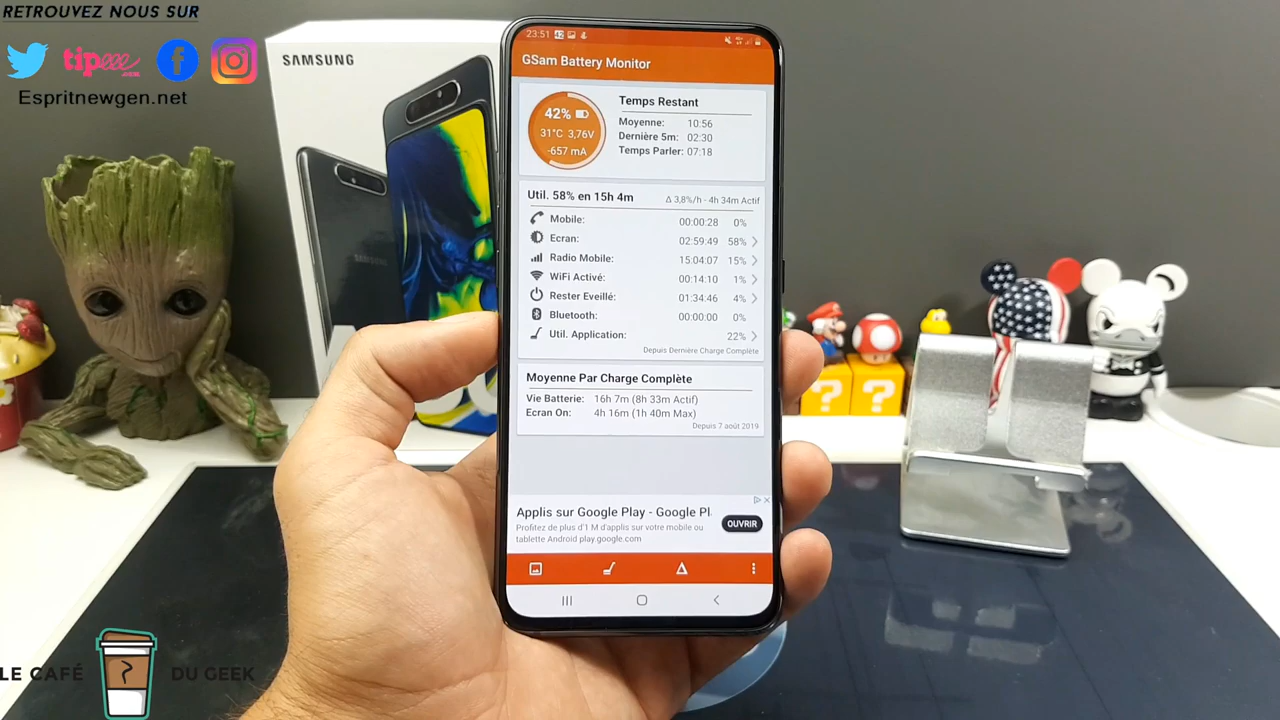 RETROUVEZ NOUS SUR
tipeee
.com
Espritnewgen.net
SAMSUNG
SAMSUNG
23:51 42
GSam Battery Monitor
42%
31°C 3,76V
-657 mA
Temps Restant
Moyenne: 10:56
Dernière 5m: 02:30
Temps Parler: 07:18
Util. 58% en 15h 4m
Δ 3,8%/h - 4h 34m Actif
Mobile: 00:00:28 0%
Ecran: 02:59:49 58%
Radio Mobile: 15:04:07 15%
WiFi Activé: 00:14:10 1%
Rester Eveillé: 01:34:46 4%
Bluetooth: 00:00:00 0%
Util. Application: 22%
Depuis Dernière Charge Complète
Moyenne Par Charge Complète
Vie Batterie: 16h 7m (8h 33m Actif)
Ecran On: 4h 16m (1h 40m Max)
Depuis 7 août 2019
Applis sur Google Play - Google Pl
Profitez de plus d'1 M d'applis sur votre mobile ou
tablette Android play.google.com
OUVRIR
? ?
LE CAFÉ DU GEEK